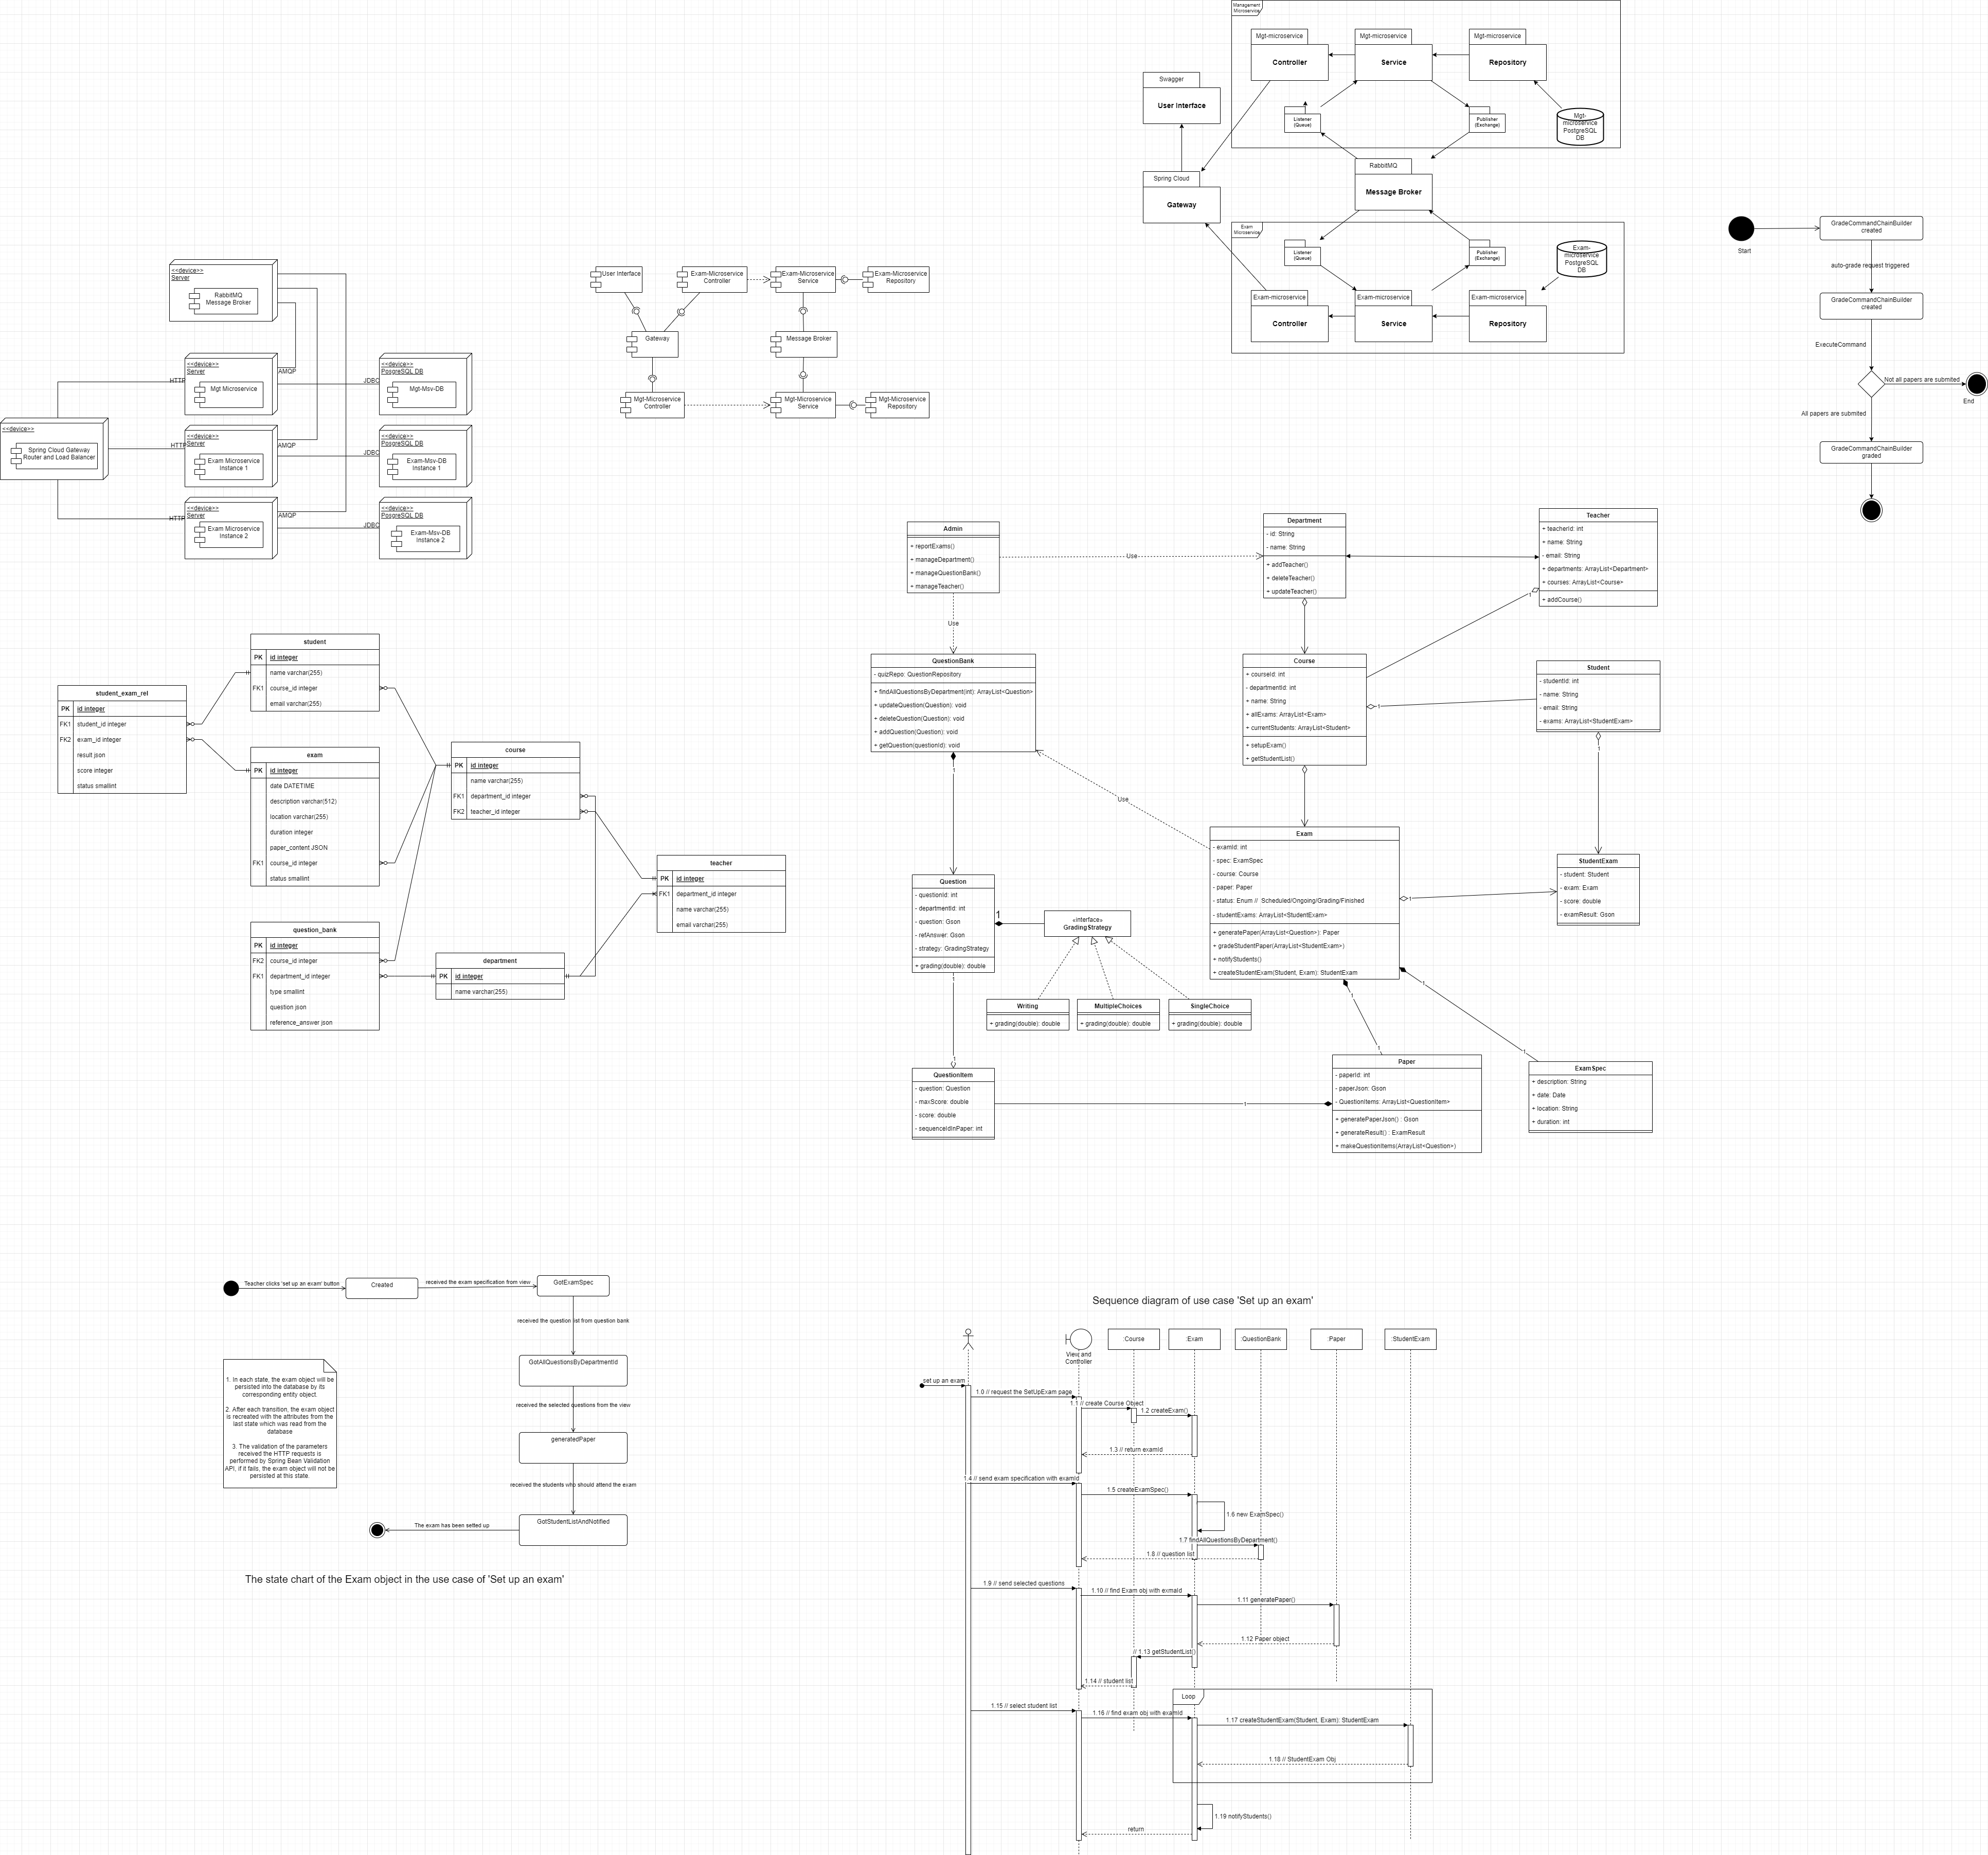 Management
Microservice
Mgt-microservice
Controller
Mgt-microservice
Service
Mgt-microservice
Repository
Listener
(Queue)
Publisher
(Exchange)
Mgt-
microservice
PostgreSQL
DB
Swagger
User Interface
Spring Cloud
Gateway
RabbitMQ
Message Broker
Exam
Microservice
Listener
(Queue)
Publisher
(Exchange)
Exam-
microservice
PostgreSQL
DB
Exam-microservice
Controller
Exam-microservice
Service
Exam-microservice
Repository
Start
GradeCommandChainBuilder
created
auto-grade request triggered
GradeCommandChainBuilder
created
ExecuteCommand
Not all papers are submited
End
All papers are submited
GradeCommandChainBuilder
graded
<<device>>
Server
RabbitMQ
Message Broker
<<device>>
Server
Mgt Microservice
HTTP
AMQP
JDBC
<<device>>
PosgreSQL DB
Mgt-Msv-DB
<<device>>
Spring Cloud Gateway
Router and Load Balancer
HTTP
<<device>>
Server
Exam Microservice
Instance 1
AMQP
JDBC
<<device>>
PosgreSQL DB
Exam-Msv-DB
Instance 1
HTTP
<<device>>
Server
Exam Microservice
Instance 2
AMQP
JDBC
<<device>>
PosgreSQL DB
Exam-Msv-DB
Instance 2
User Interface
Exam-Microservice
Controller
Exam-Microservice
Service
Exam-Microservice
Repository
Gateway
Message Broker
Mgt-Microservice
Controller
Mgt-Microservice
Service
Mgt-Microservice
Repository
student
PK id integer
name varchar(255)
FK1 course_id integer
email varchar(255)
student_exam_rel
PK id integer
FK1 student_id integer
FK2 exam_id integer
result json
score integer
status smallint
exam
PK id integer
date DATETIME
description varchar(512)
location varchar(255)
duration integer
paper_content JSON
FK1 course_id integer
status smallint
course
PK id integer
name varchar(255)
FK1 department_id integer
FK2 teacher_id integer
teacher
PK id integer
FK1 department_id integer
name varchar(255)
email varchar(255)
question_bank
PK id integer
FK2 course_id integer
FK1 department_id integer
type smallint
question json
reference_answer json
department
PK id integer
name varchar(255)
Admin
+ reportExams()
+ manageDepartment()
+ manageQuestionBank()
+ manageTeacher()
Use
Use
Department
- id: String
- name: String
+ addTeacher()
+ deleteTeacher()
+ updateTeacher()
Teacher
+ teacherId: int
+ name: String
- email: String
+ departments: ArrayList<Department>
+ courses: ArrayList<Course>
+ addCourse()
1
QuestionBank
- quizRepo: QuestionRepository
+ findAllQuestionsByDepartment(int): ArrayList<Question>
+ updateQuestion(Question): void
+ deleteQuestion(Question): void
+ addQuestion(Question): void
+ getQuestion(questionId): void
1
Course
+ courseId: int
- departmentId: int
+ name: String
+ allExams: ArrayList<Exam>
+ currentStudents: ArrayList<Student>
+ setupExam()
+ getStudentList()
1
Student
- studentId: int
- name: String
- email: String
- exams: ArrayList<StudentExam>
1
Use
Exam
- examId: int
- spec: ExamSpec
- course: Course
- paper: Paper
- status: Enum // Scheduled/Ongoing/Grading/Finished
- studentExams: ArrayList<StudentExam>
+ generatePaper(ArrayList<Question>): Paper
+ gradeStudentPaper(ArrayList<StudentExam>)
+ notifyStudents()
+ createStudentExam(Student, Exam): StudentExam
1
StudentExam
- student: Student
- exam: Exam
- score: double
- examResult: Gson
Question
- questionId: int
- departmentId: int
- question: Gson
- refAnswer: Gson
- strategy: GradingStrategy
+ grading(double): double
1
1
<<interface>>
GradingStrategy
Writing
+ grading(double): double
MultipleChoices
+ grading(double): double
SingleChoice
+ grading(double): double
1
1
1
1
1
QuestionItem
- question: Question
- maxScore: double
- score: double
- sequenceIdInPaper: int
1
Paper
- paperId: int
- paperJson: Gson
- QuestionItems: ArrayList<QuestionItem>
+ generatePaperJson() : Gson
+ generateResult() : ExamResult
+ makeQuestionItems(ArrayList<Question>)
ExamSpec
+ description: String
+ date: Date
+ location: String
+ duration: int
Teacher clicks 'set up an exam' button
Created
received the exam specification from view
GotExamSpec
received the question list from question bank
GotAllQuestionsByDepartmentId
received the selected questions from the view
generatedPaper
received the students who should attend the exam
GotStudentListAndNotified
The exam has been setted up
1. In each state, the exam object will be
persisted into the database by its
corresponding entity object.
2. After each transition, the exam object
is recreated with the attributes from the
last state which was read from the
database
3. The validation of the parameters
received the HTTP requests is
performed by Spring Bean Validation
API, if it fails, the exam object will not be
persisted at this state.
The state chart of the Exam object in the use case of 'Set up an exam'
Sequence diagram of use case 'Set up an exam'
View and
Controller
:Course
:Exam
:QuestionBank
:Paper
:StudentExam
set up an exam
1.0 // request the SetUpExam page
1.1 // create Course Object
1.2 createExam()
1.3 // return examId
1.4 // send exam specification with examId
1.5 createExamSpec()
1.6 new ExamSpec()
1.7 findAllQuestionsByDepartment()
1.8 // question list
1.9 // send selected questions
1.10 // find Exam obj with exmaId
1.11 generatePaper()
1.12 Paper object
// 1.13 getStudentList()
1.14 // student list
Loop
1.15 // select student list
1.16 // find exam obj with examId
1.17 createStudentExam(Student, Exam): StudentExam
1.18 // StudentExam Obj
1.19 notifyStudents()
return